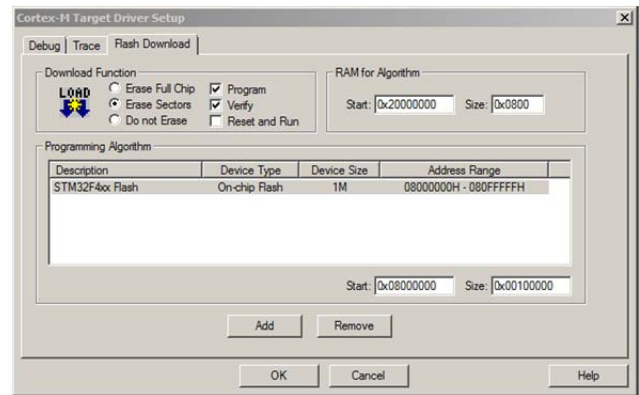 Cortex-M Target Driver Setup
Debug Trace Flash Download
Download Function
LOAD
Erase Full Chip
Erase Sectors
Do not Erase
Program
Verify
Reset and Run
RAM for Algorithm
Start: 0x20000000 Size: 0x0800
Programming Algorithm
Description Device Type Device Size Address Range
STM32F4xx Flash On-chip Flash 1M 08000000H - 080FFFFFH
Start: 0x08000000 Size: 0x00100000
Add Remove
OK Cancel Help